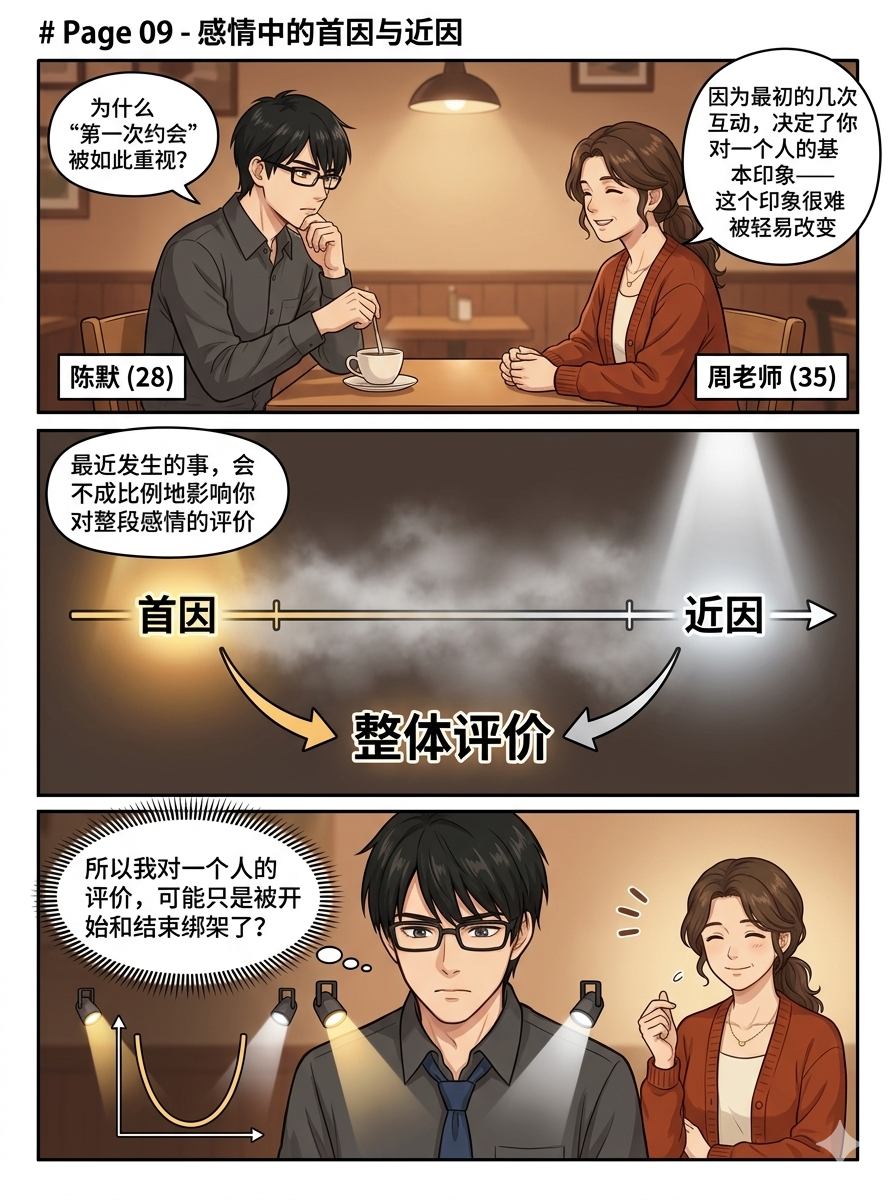 # Page 09 - 感情中的首因与近因
为什么
“第一次约会”
被如此重视？
因为最初的几次
互动，决定了你
对一个人的基
本印象——
这个印象很难
被轻易改变
陈默 (28)
周老师 (35)
最近发生的事，会
不成比例地影响你
对整段感情的评价
首因
近因
整体评价
所以我对一个人的
评价，可能只是被开
始和结束绑架了？